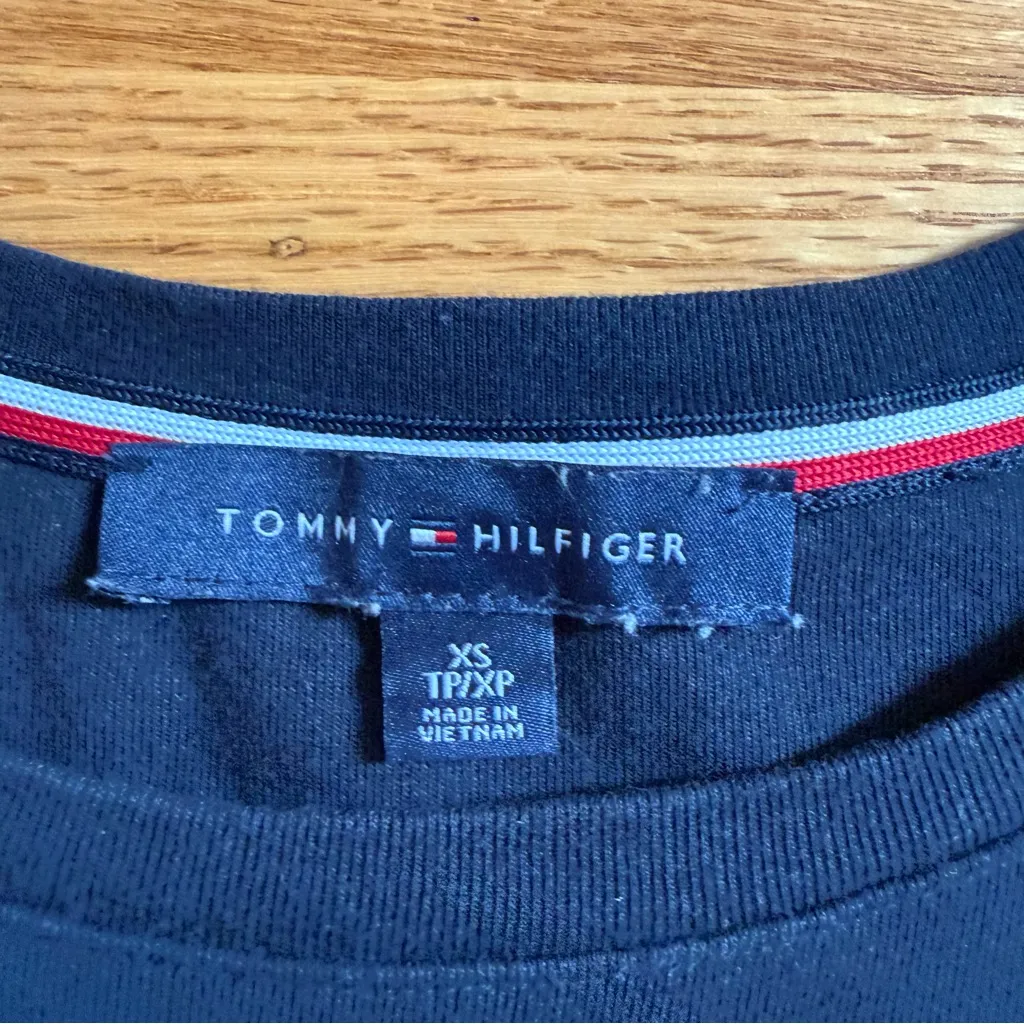 TOMMY HILFIGER
XS
TP/XP
MADE IN
VIETNAM